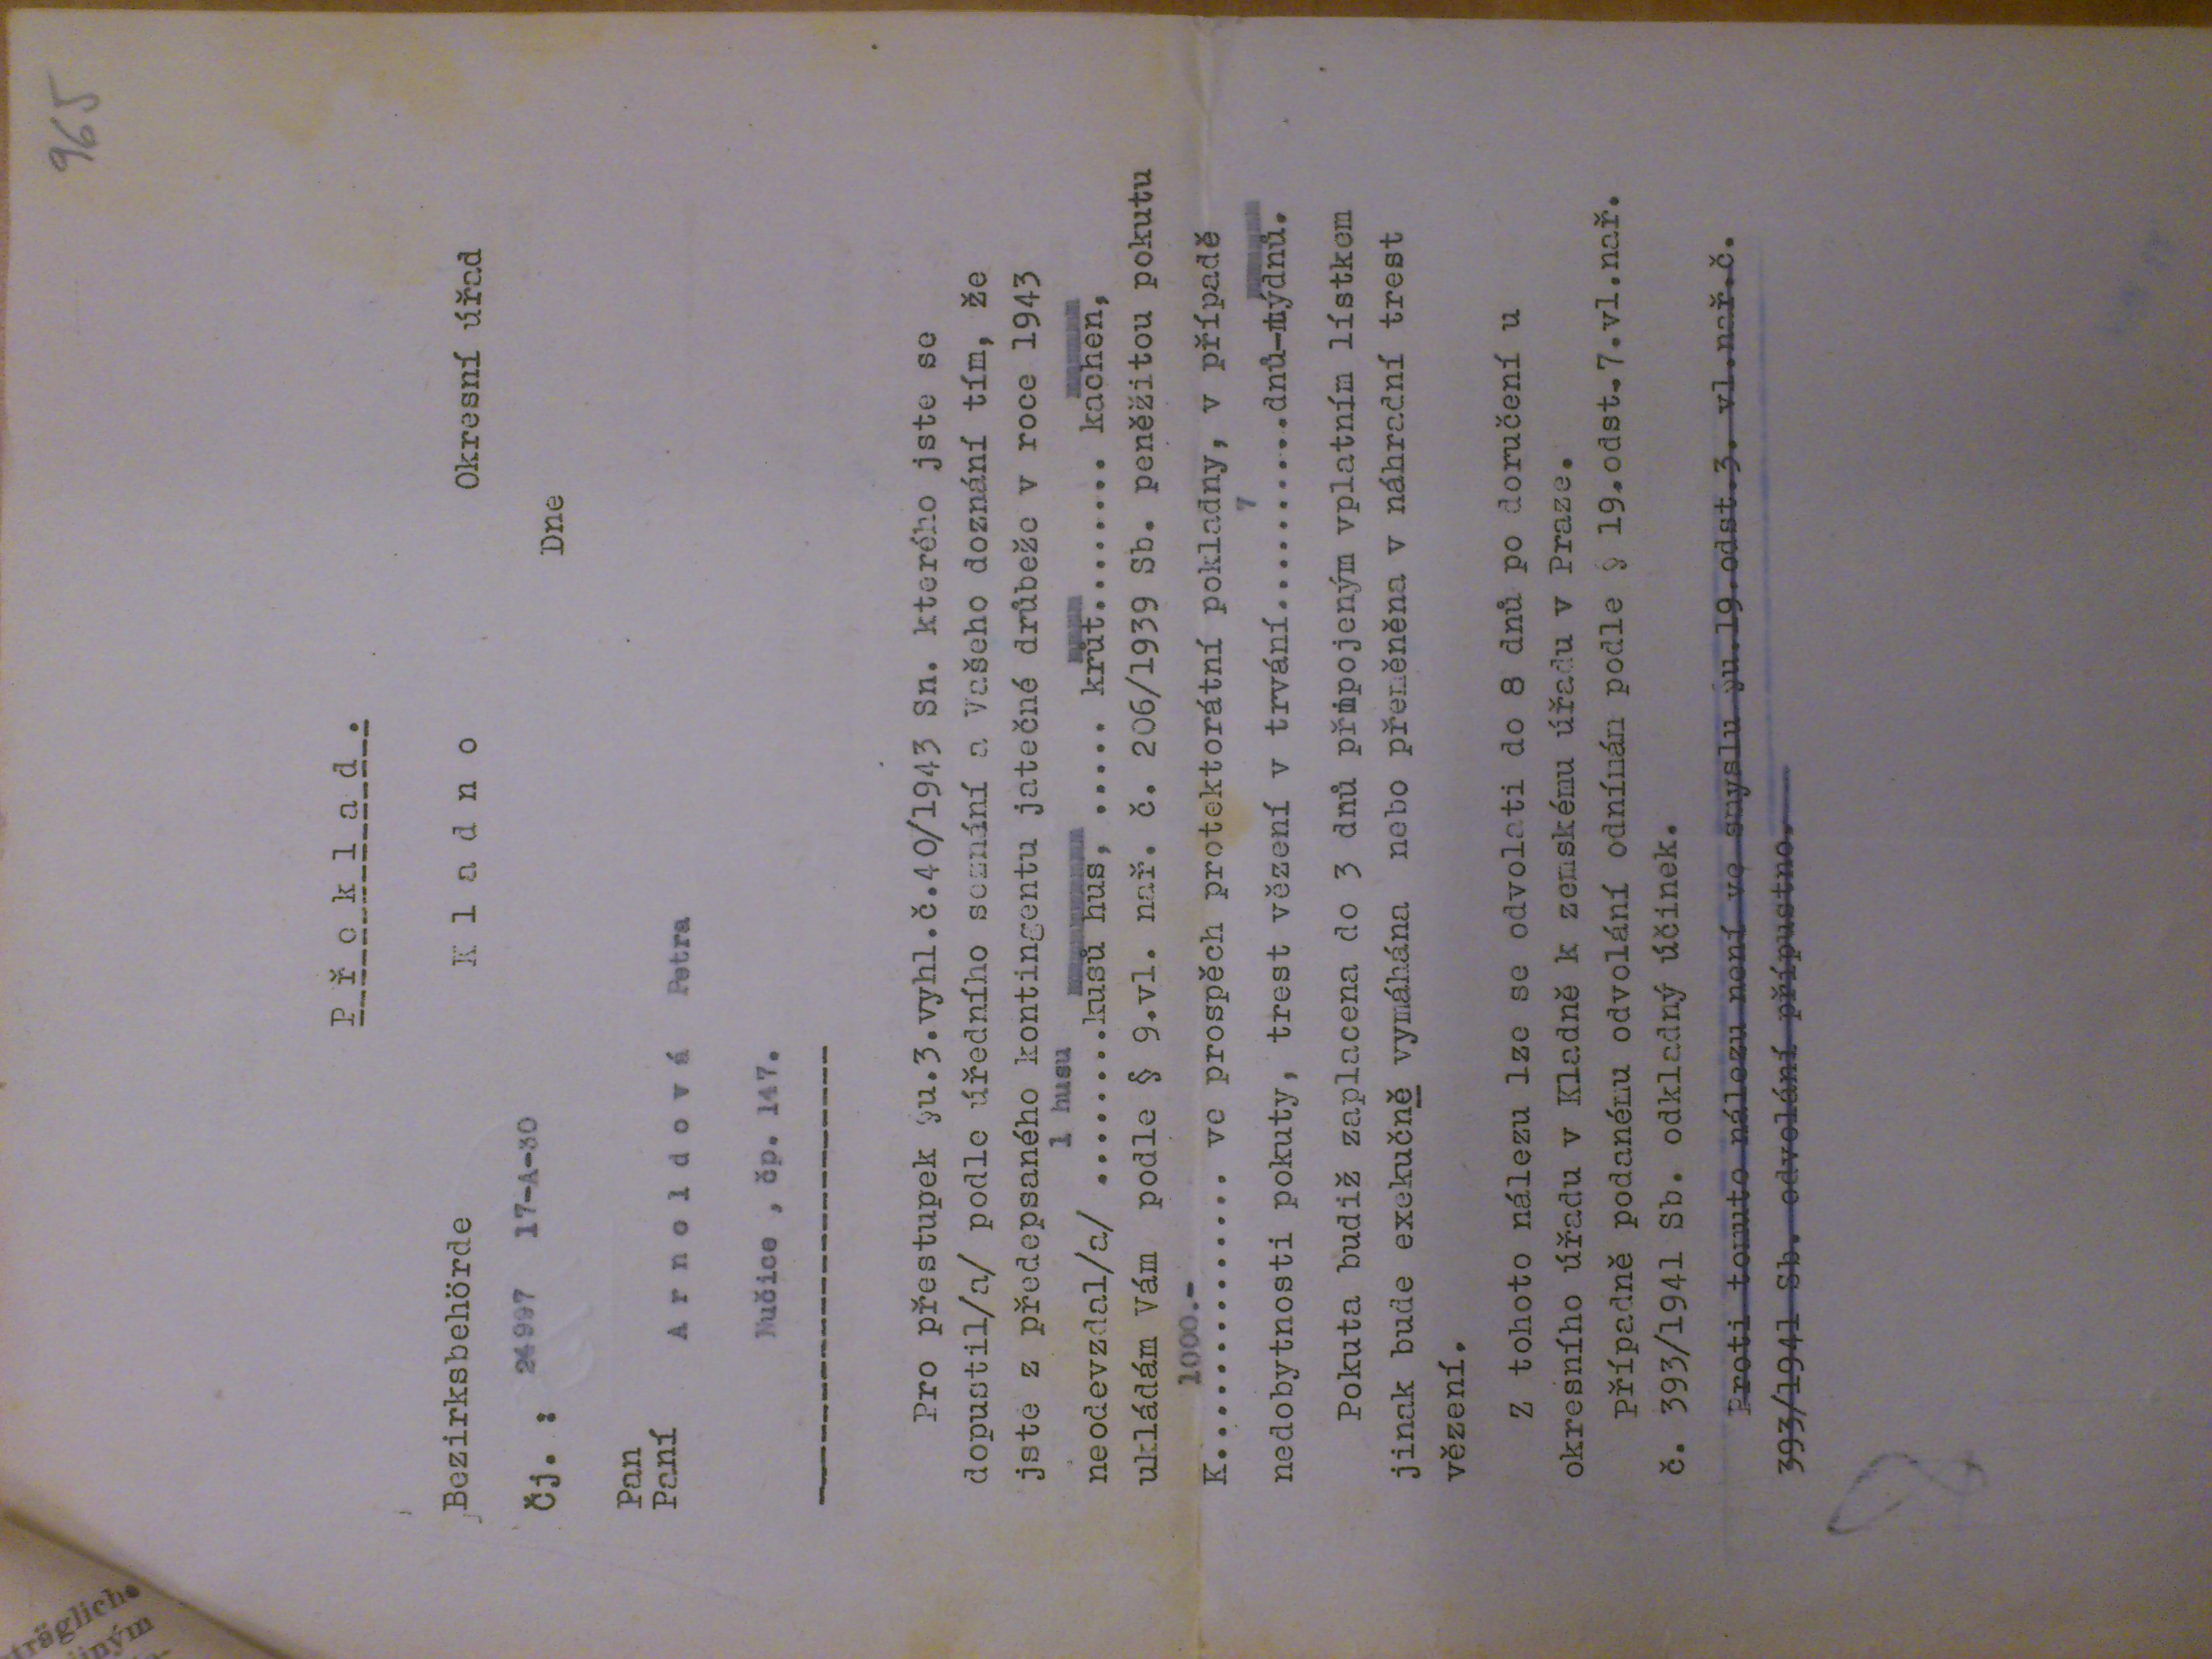 träglich
iným
965
Překlad.
Bezirksbehörde Kladno Okresní úřad
Čj. : 24997 17-A-30
Dne
Pan
Paní
Arnoldová Petra
Nučice , čp. 147.
Pro přestupek §u.3.vyhl.č.40/1943 Sn. kterého jste se
dopustil/a/ podle úředního seznání a Vašeho doznání tím, že
jste z předepsaného kontingentu jatečné drůbeže v roce 1943
1 husu
neodevzdal/a/ ........kusů hus, ..... krůt........ kachen,
ukládám Vám podle § 9.vl. nař. č. 206/1939 Sb. peněžitou pokutu
1000.-
K.............. ve prospěch protektorátní pokladny, v případě
7
nedobytnosti pokuty, trest vězení v trvání..........dnů-týdnů.
Pokuta budiž zaplacena do 3 dnů připojeným vplatním lístkem
jinak bude exekučně vymáhána nebo přeměněna v náhradní trest
vězení.
Z tohoto nálezu lze se odvolati do 8 dnů po doručení u
okresního úřadu v Kladně k zemskému úřadu v Praze.
Případně podanému odvolání odnímám podle § 19.odst.7.vl.nař.
č. 393/1941 Sb. odkladný účinek.
Proti tomuto nálezu není ve smyslu §u.19.odst.3. vl.nař.č.
393/1941 Sb. odvolání přípustno.